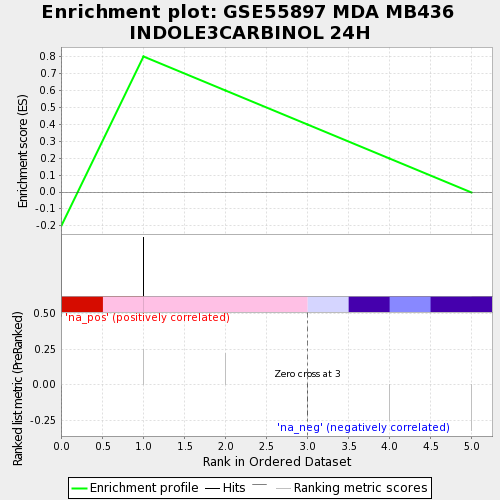 Enrichment plot: GSE55897 MDA MB436
INDOLE3CARBINOL 24H
Enrichment score (ES)
0.8
0.7
0.6
0.5
0.4
0.3
0.2
0.1
0.0
-0.1
-0.2
Ranked list metric (PreRanked)
0.50
0.25
0.00
-0.25
'na_pos' (positively correlated)
Zero cross at 3
'na_neg' (negatively correlated)
0.0 0.5 1.0 1.5 2.0 2.5 3.0 3.5 4.0 4.5 5.0
Rank in Ordered Dataset
Enrichment profile Hits Ranking metric scores